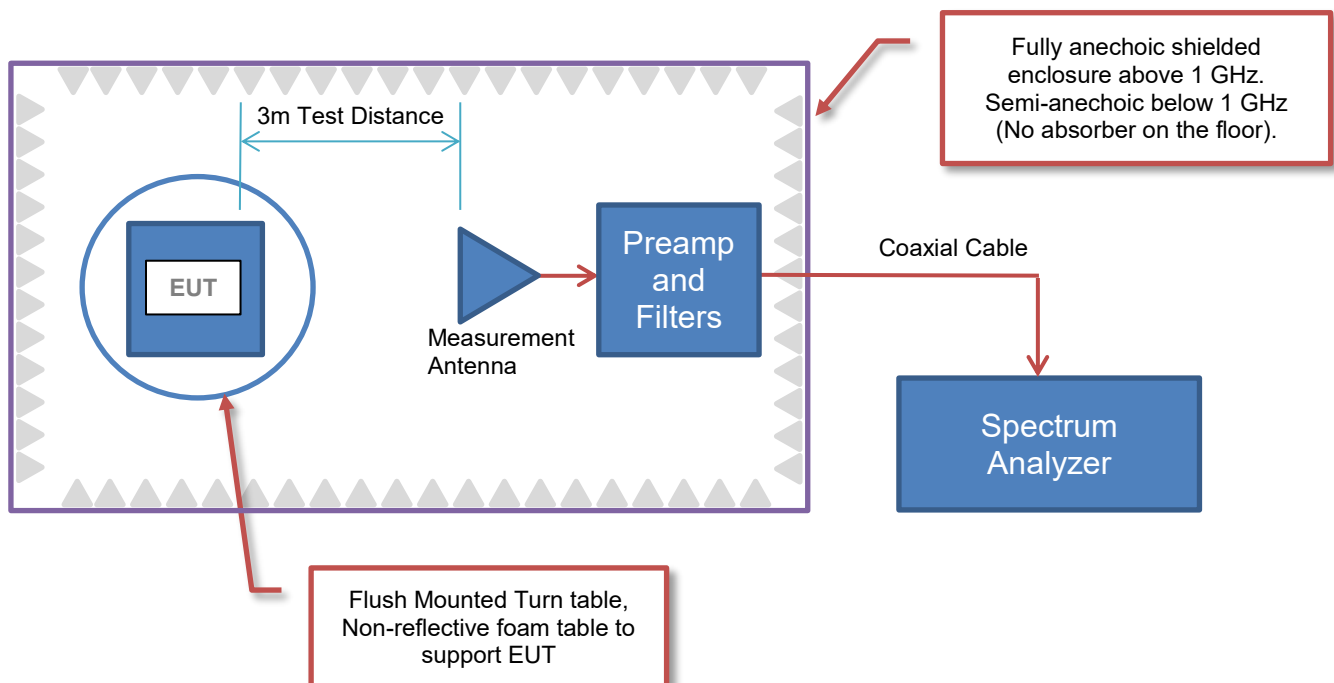 Fully anechoic shielded
enclosure above 1 GHz.
Semi-anechoic below 1 GHz
(No absorber on the floor).
3m Test Distance
EUT
Measurement
Antenna
Preamp
and
Filters
Coaxial Cable
Spectrum
Analyzer
Flush Mounted Turn table,
Non-reflective foam table to
support EUT